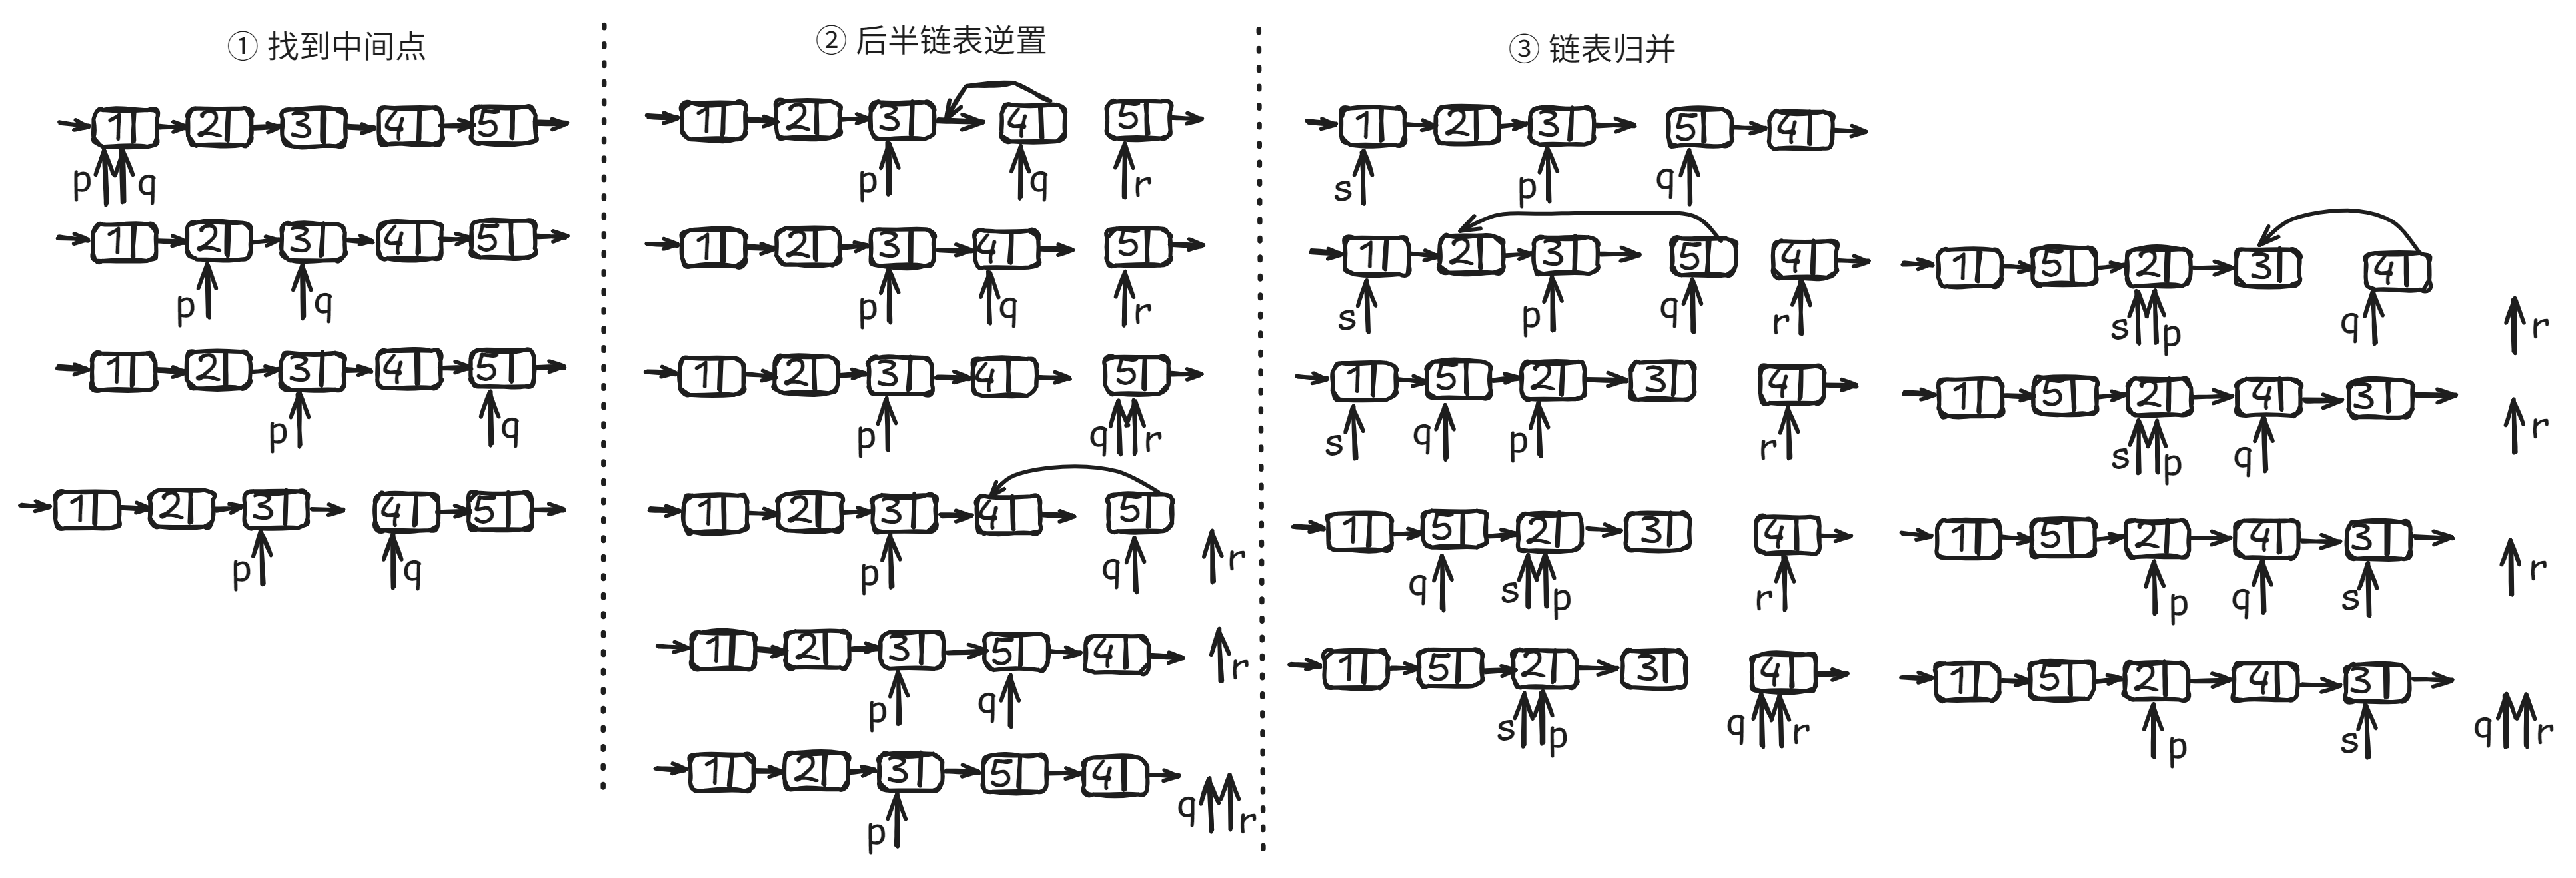 ① 找到中间点
1 2 3 4 5
p q
1 2 3 4 5
p q
1 2 3 4 5
p q
1 2 3 4 5
p q
② 后半链表逆置
1 2 3 4 5
p q r
1 2 3 4 5
p q r
1 2 3 4 5
p q r
1 2 3 4 5
p q r
1 2 3 5 4
p q r
1 2 3 5 4
p q r
③ 链表归并
1 2 3 5 4
s p q
1 2 3 5 4
s p q r
1 5 2 3 4
s q p r
1 5 2 3 4
q s p r
1 5 2 3 4
s p q r
1 5 2 3 4
s p q r
1 5 2 4 3
s p q r
1 5 2 4 3
p q s r
1 5 2 4 3
p s q r